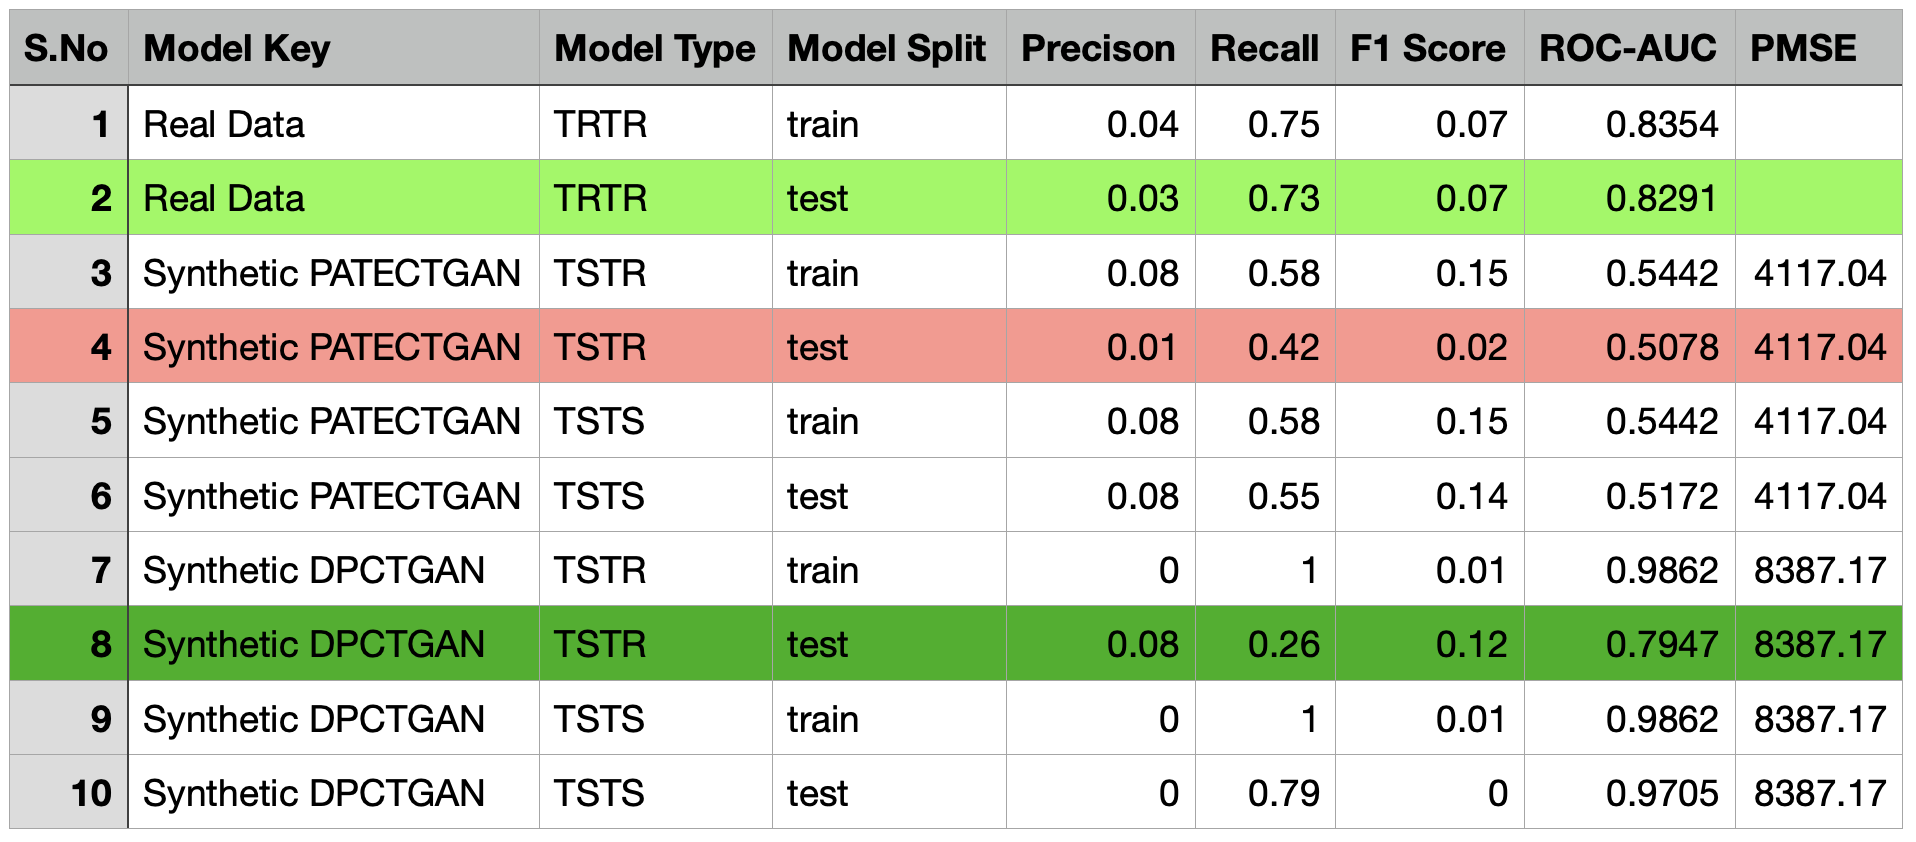 S.No Model Key Model Type Model Split Precison Recall F1 Score ROC-AUC PMSE
1 Real Data TRTR train 0.04 0.75 0.07 0.8354
2 Real Data TRTR test 0.03 0.73 0.07 0.8291
3 Synthetic PATECTGAN TSTR train 0.08 0.58 0.15 0.5442 4117.04
4 Synthetic PATECTGAN TSTR test 0.01 0.42 0.02 0.5078 4117.04
5 Synthetic PATECTGAN TSTS train 0.08 0.58 0.15 0.5442 4117.04
6 Synthetic PATECTGAN TSTS test 0.08 0.55 0.14 0.5172 4117.04
7 Synthetic DPCTGAN TSTR train 0 1 0.01 0.9862 8387.17
8 Synthetic DPCTGAN TSTR test 0.08 0.26 0.12 0.7947 8387.17
9 Synthetic DPCTGAN TSTS train 0 1 0.01 0.9862 8387.17
10 Synthetic DPCTGAN TSTS test 0 0.79 0 0.9705 8387.17